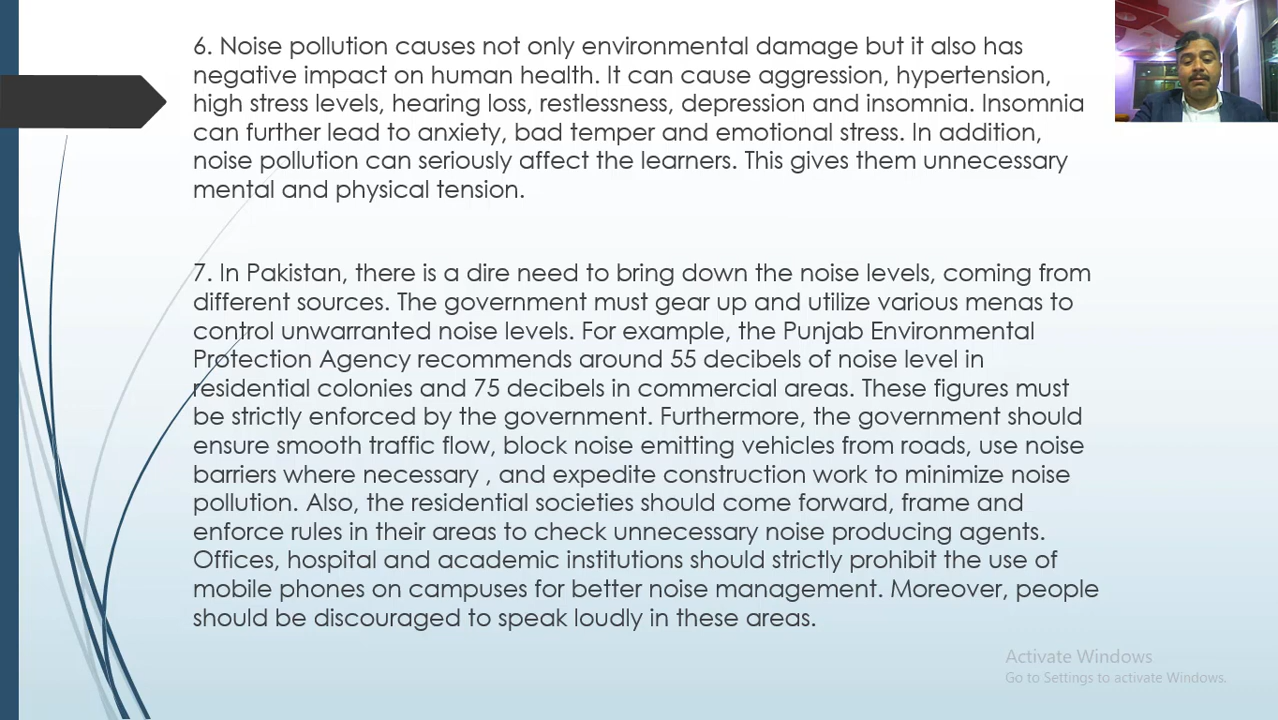 6. Noise pollution causes not only environmental damage but it also has
negative impact on human health. It can cause aggression, hypertension,
high stress levels, hearing loss, restlessness, depression and insomnia. Insomnia
can further lead to anxiety, bad temper and emotional stress. In addition,
noise pollution can seriously affect the learners. This gives them unnecessary
mental and physical tension.
7. In Pakistan, there is a dire need to bring down the noise levels, coming from
different sources. The government must gear up and utilize various menas to
control unwarranted noise levels. For example, the Punjab Environmental
Protection Agency recommends around 55 decibels of noise level in
residential colonies and 75 decibels in commercial areas. These figures must
be strictly enforced by the government. Furthermore, the government should
ensure smooth traffic flow, block noise emitting vehicles from roads, use noise
barriers where necessary , and expedite construction work to minimize noise
pollution. Also, the residential societies should come forward, frame and
enforce rules in their areas to check unnecessary noise producing agents.
Offices, hospital and academic institutions should strictly prohibit the use of
mobile phones on campuses for better noise management. Moreover, people
should be discouraged to speak loudly in these areas.
Activate Windows
Go to Settings to activate Windows.